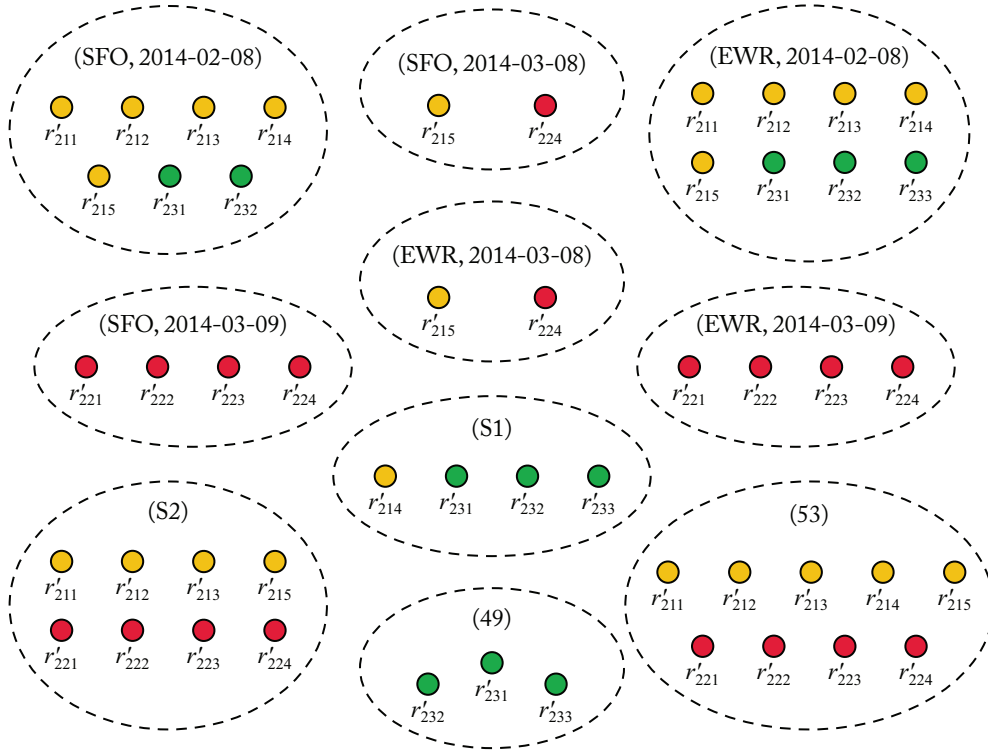 (SFO, 2014-02-08)
r′211 r′212 r′213 r′214
r′215 r′231 r′232
(SFO, 2014-03-08)
r′215 r′224
(EWR, 2014-02-08)
r′211 r′212 r′213 r′214
r′215 r′231 r′232 r′233
(EWR, 2014-03-08)
r′215 r′224
(SFO, 2014-03-09)
r′221 r′222 r′223 r′224
(EWR, 2014-03-09)
r′221 r′222 r′223 r′224
(S1)
r′214 r′231 r′232 r′233
(S2)
r′211 r′212 r′213 r′215
r′221 r′222 r′223 r′224
(53)
r′211 r′212 r′213 r′214 r′215
r′221 r′222 r′223 r′224
(49)
r′232 r′231 r′233